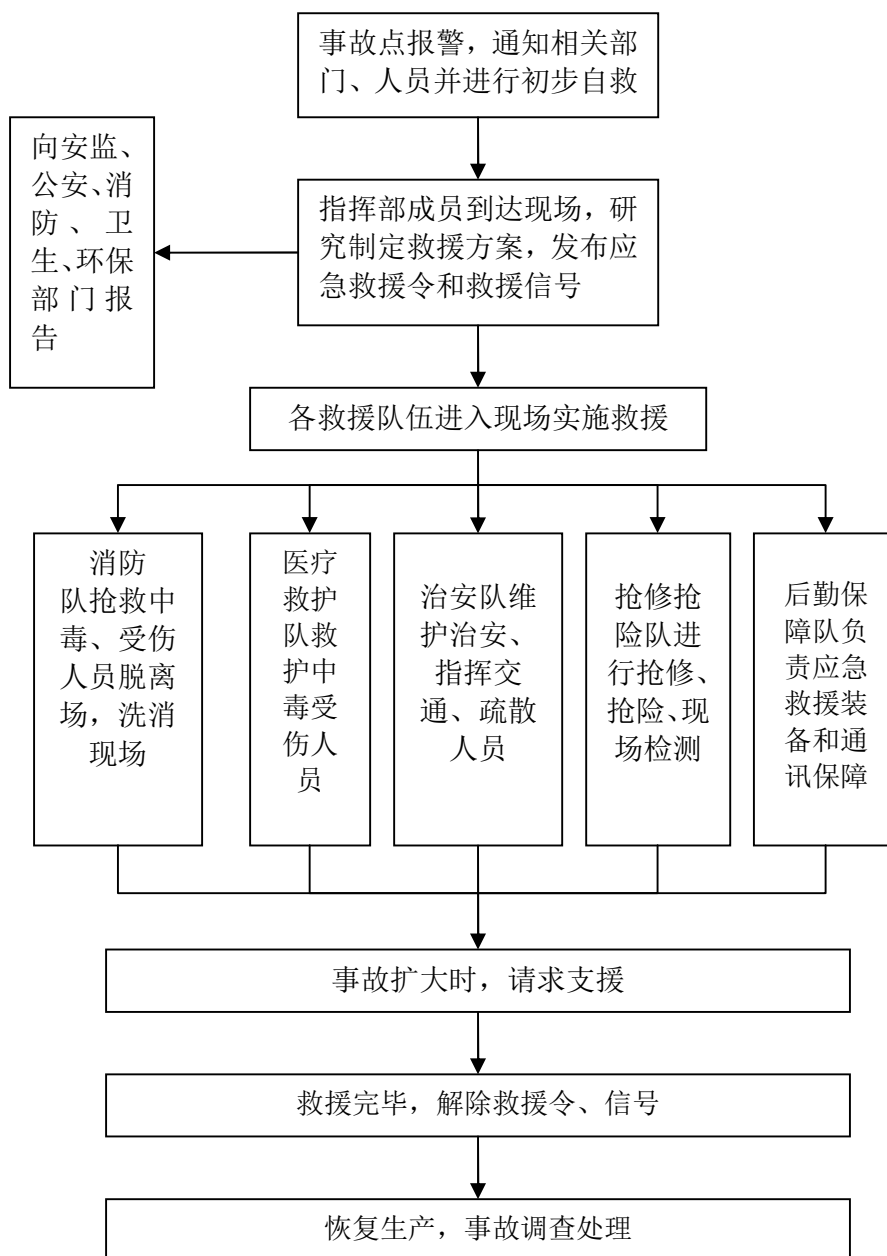 事故点报警，通知相关部
门、人员并进行初步自救
向安监、
公安、消
防、卫
生、环保
部门报
告
指挥部成员到达现场，研
究制定救援方案，发布应
急救援令和救援信号
各救援队伍进入现场实施救援
消防
队抢救中
毒、受伤
人员脱离
场，洗消
现场
医疗
救护
队救
护中
毒受
伤人
员
治安队维
护治安、
指挥交
通、疏散
人员
抢修抢
险队进
行抢修、
抢险、现
场检测
后勤保
障队负
责应急
救援装
备和通
讯保障
事故扩大时，请求支援
救援完毕，解除救援令、信号
恢复生产，事故调查处理